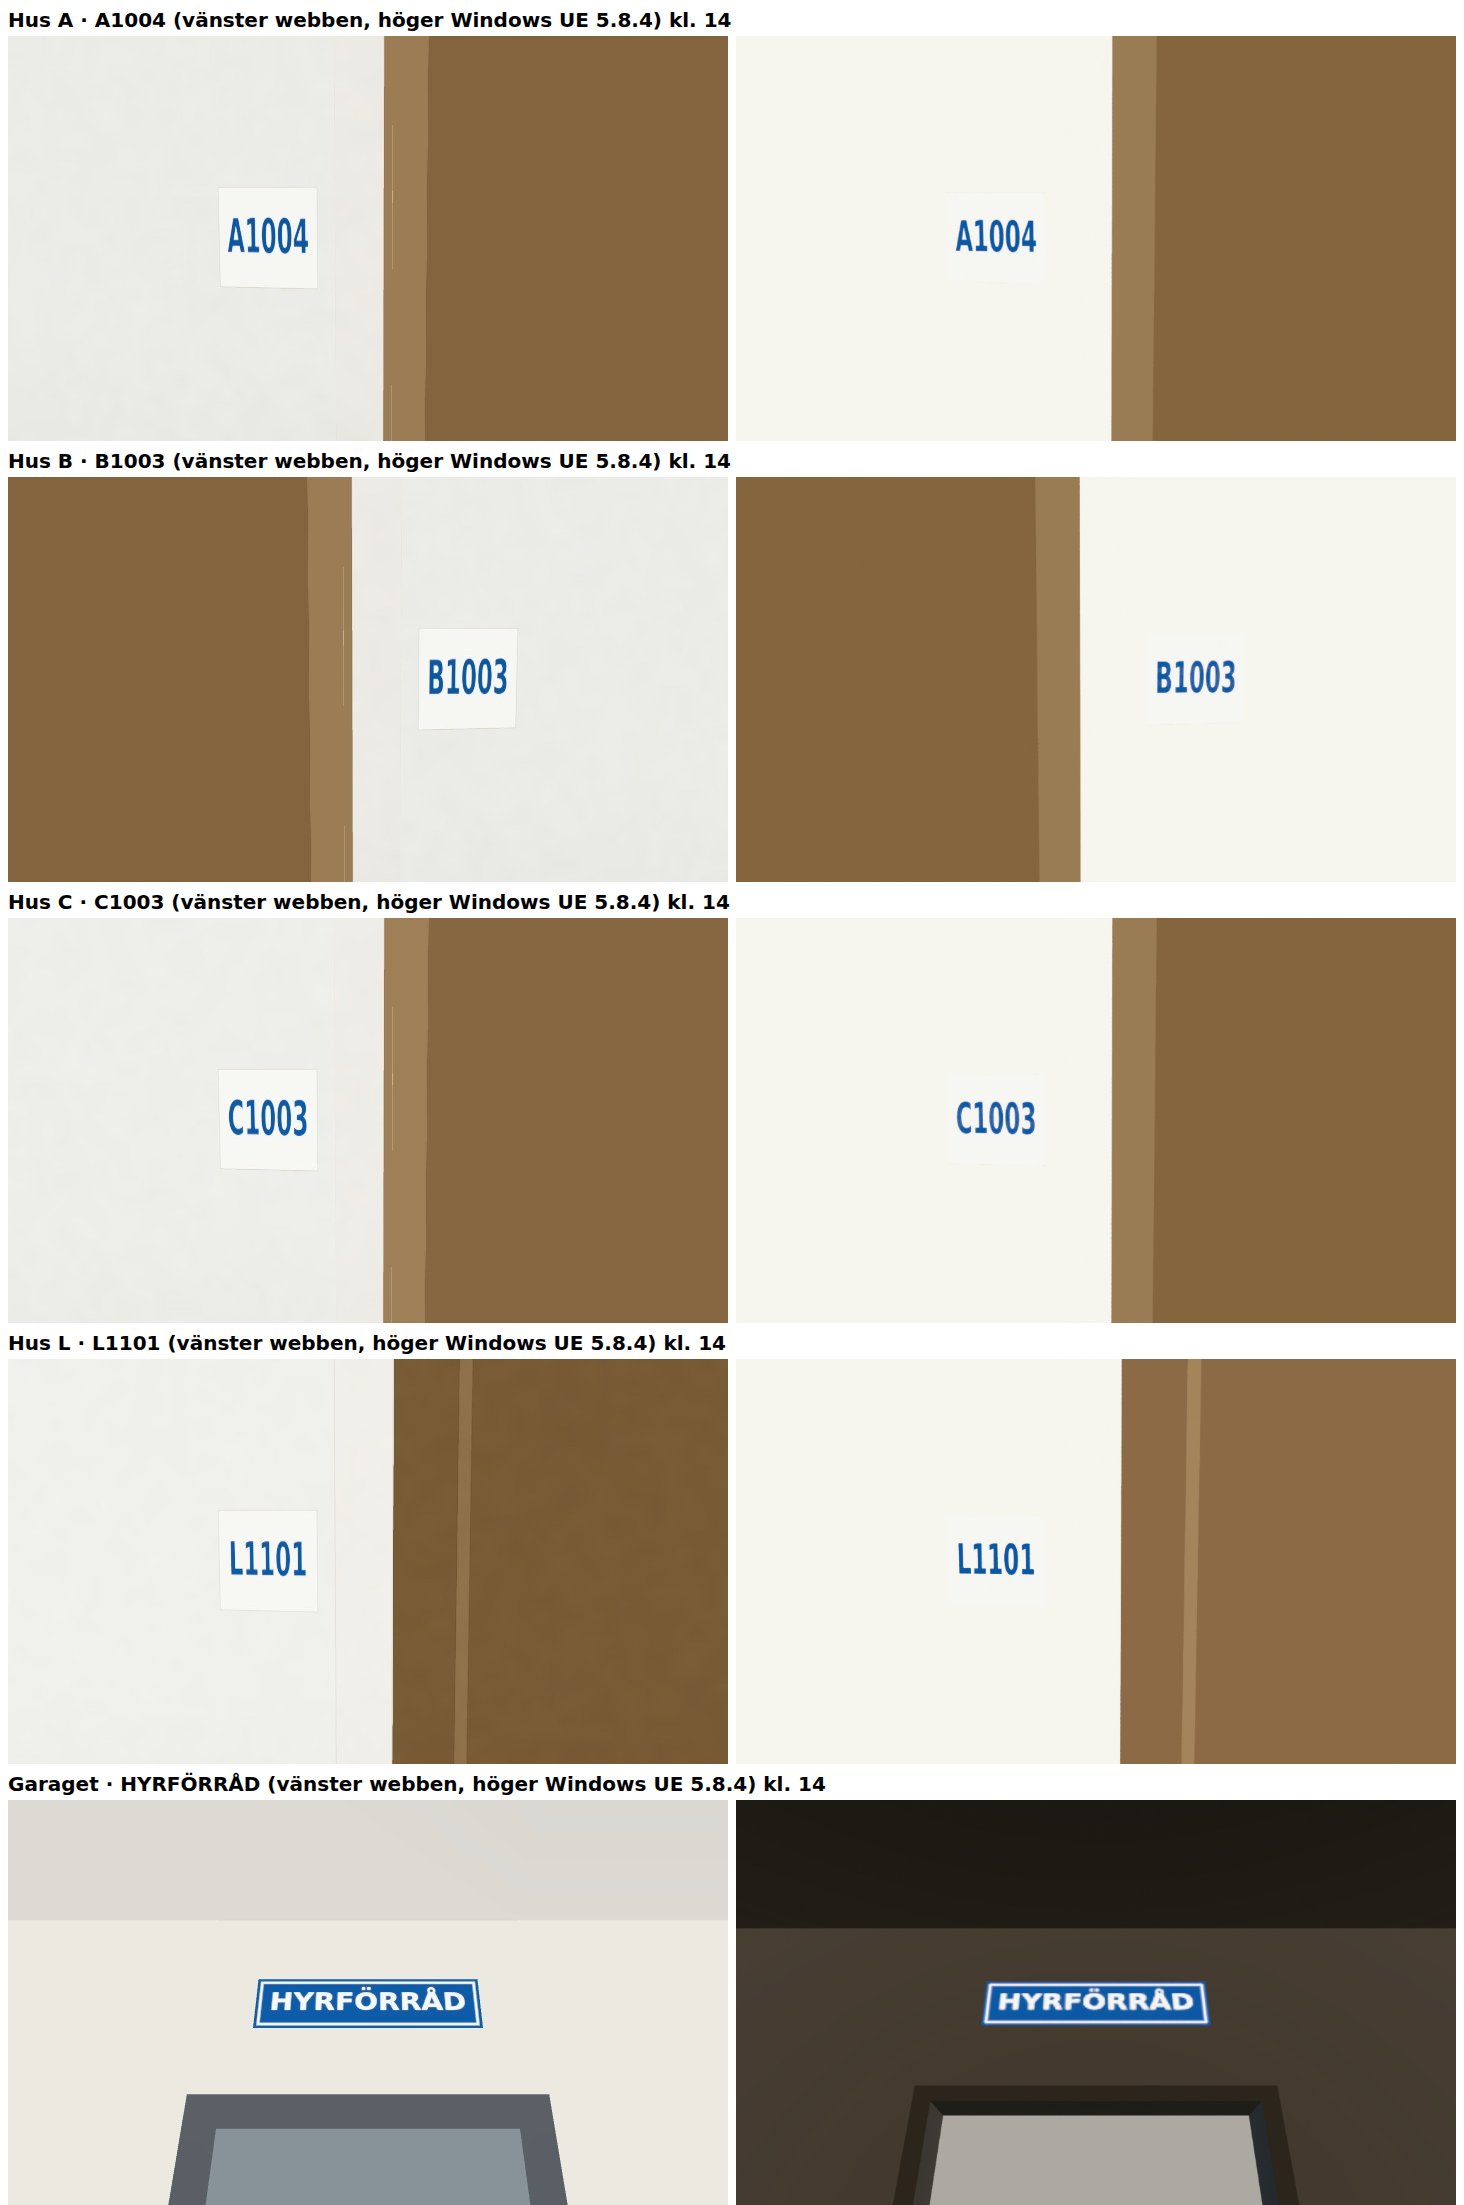 Hus A · A1004 (vänster webben, höger Windows UE 5.8.4) kl. 14
A1004 A1004
Hus B · B1003 (vänster webben, höger Windows UE 5.8.4) kl. 14
B1003 B1003
Hus C · C1003 (vänster webben, höger Windows UE 5.8.4) kl. 14
C1003 C1003
Hus L · L1101 (vänster webben, höger Windows UE 5.8.4) kl. 14
L1101 L1101
Garaget · HYRFÖRRÅD (vänster webben, höger Windows UE 5.8.4) kl. 14
HYRFÖRRÅD HYRFÖRRÅD